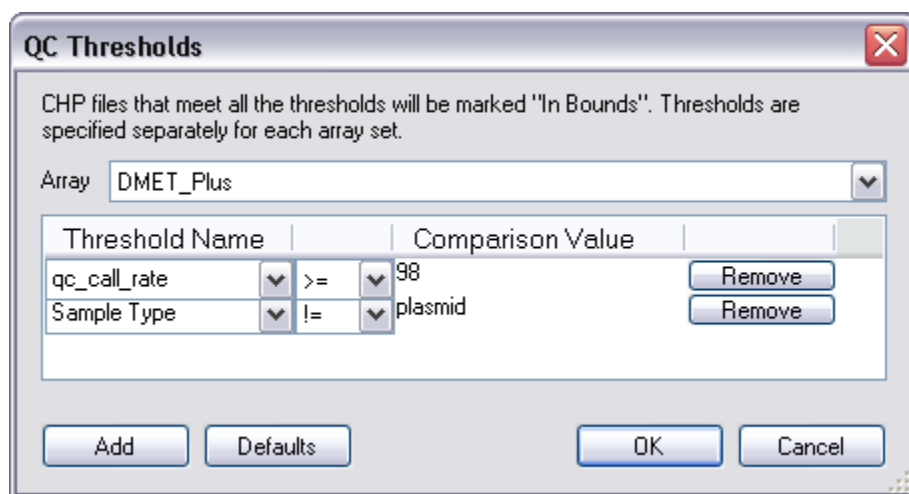 QC Thresholds
CHP files that meet all the thresholds will be marked "In Bounds". Thresholds are
specified separately for each array set.
Array DMET_Plus
Threshold Name Comparison Value
qc_call_rate >= 98 Remove
Sample Type != plasmid Remove
Add Defaults OK Cancel